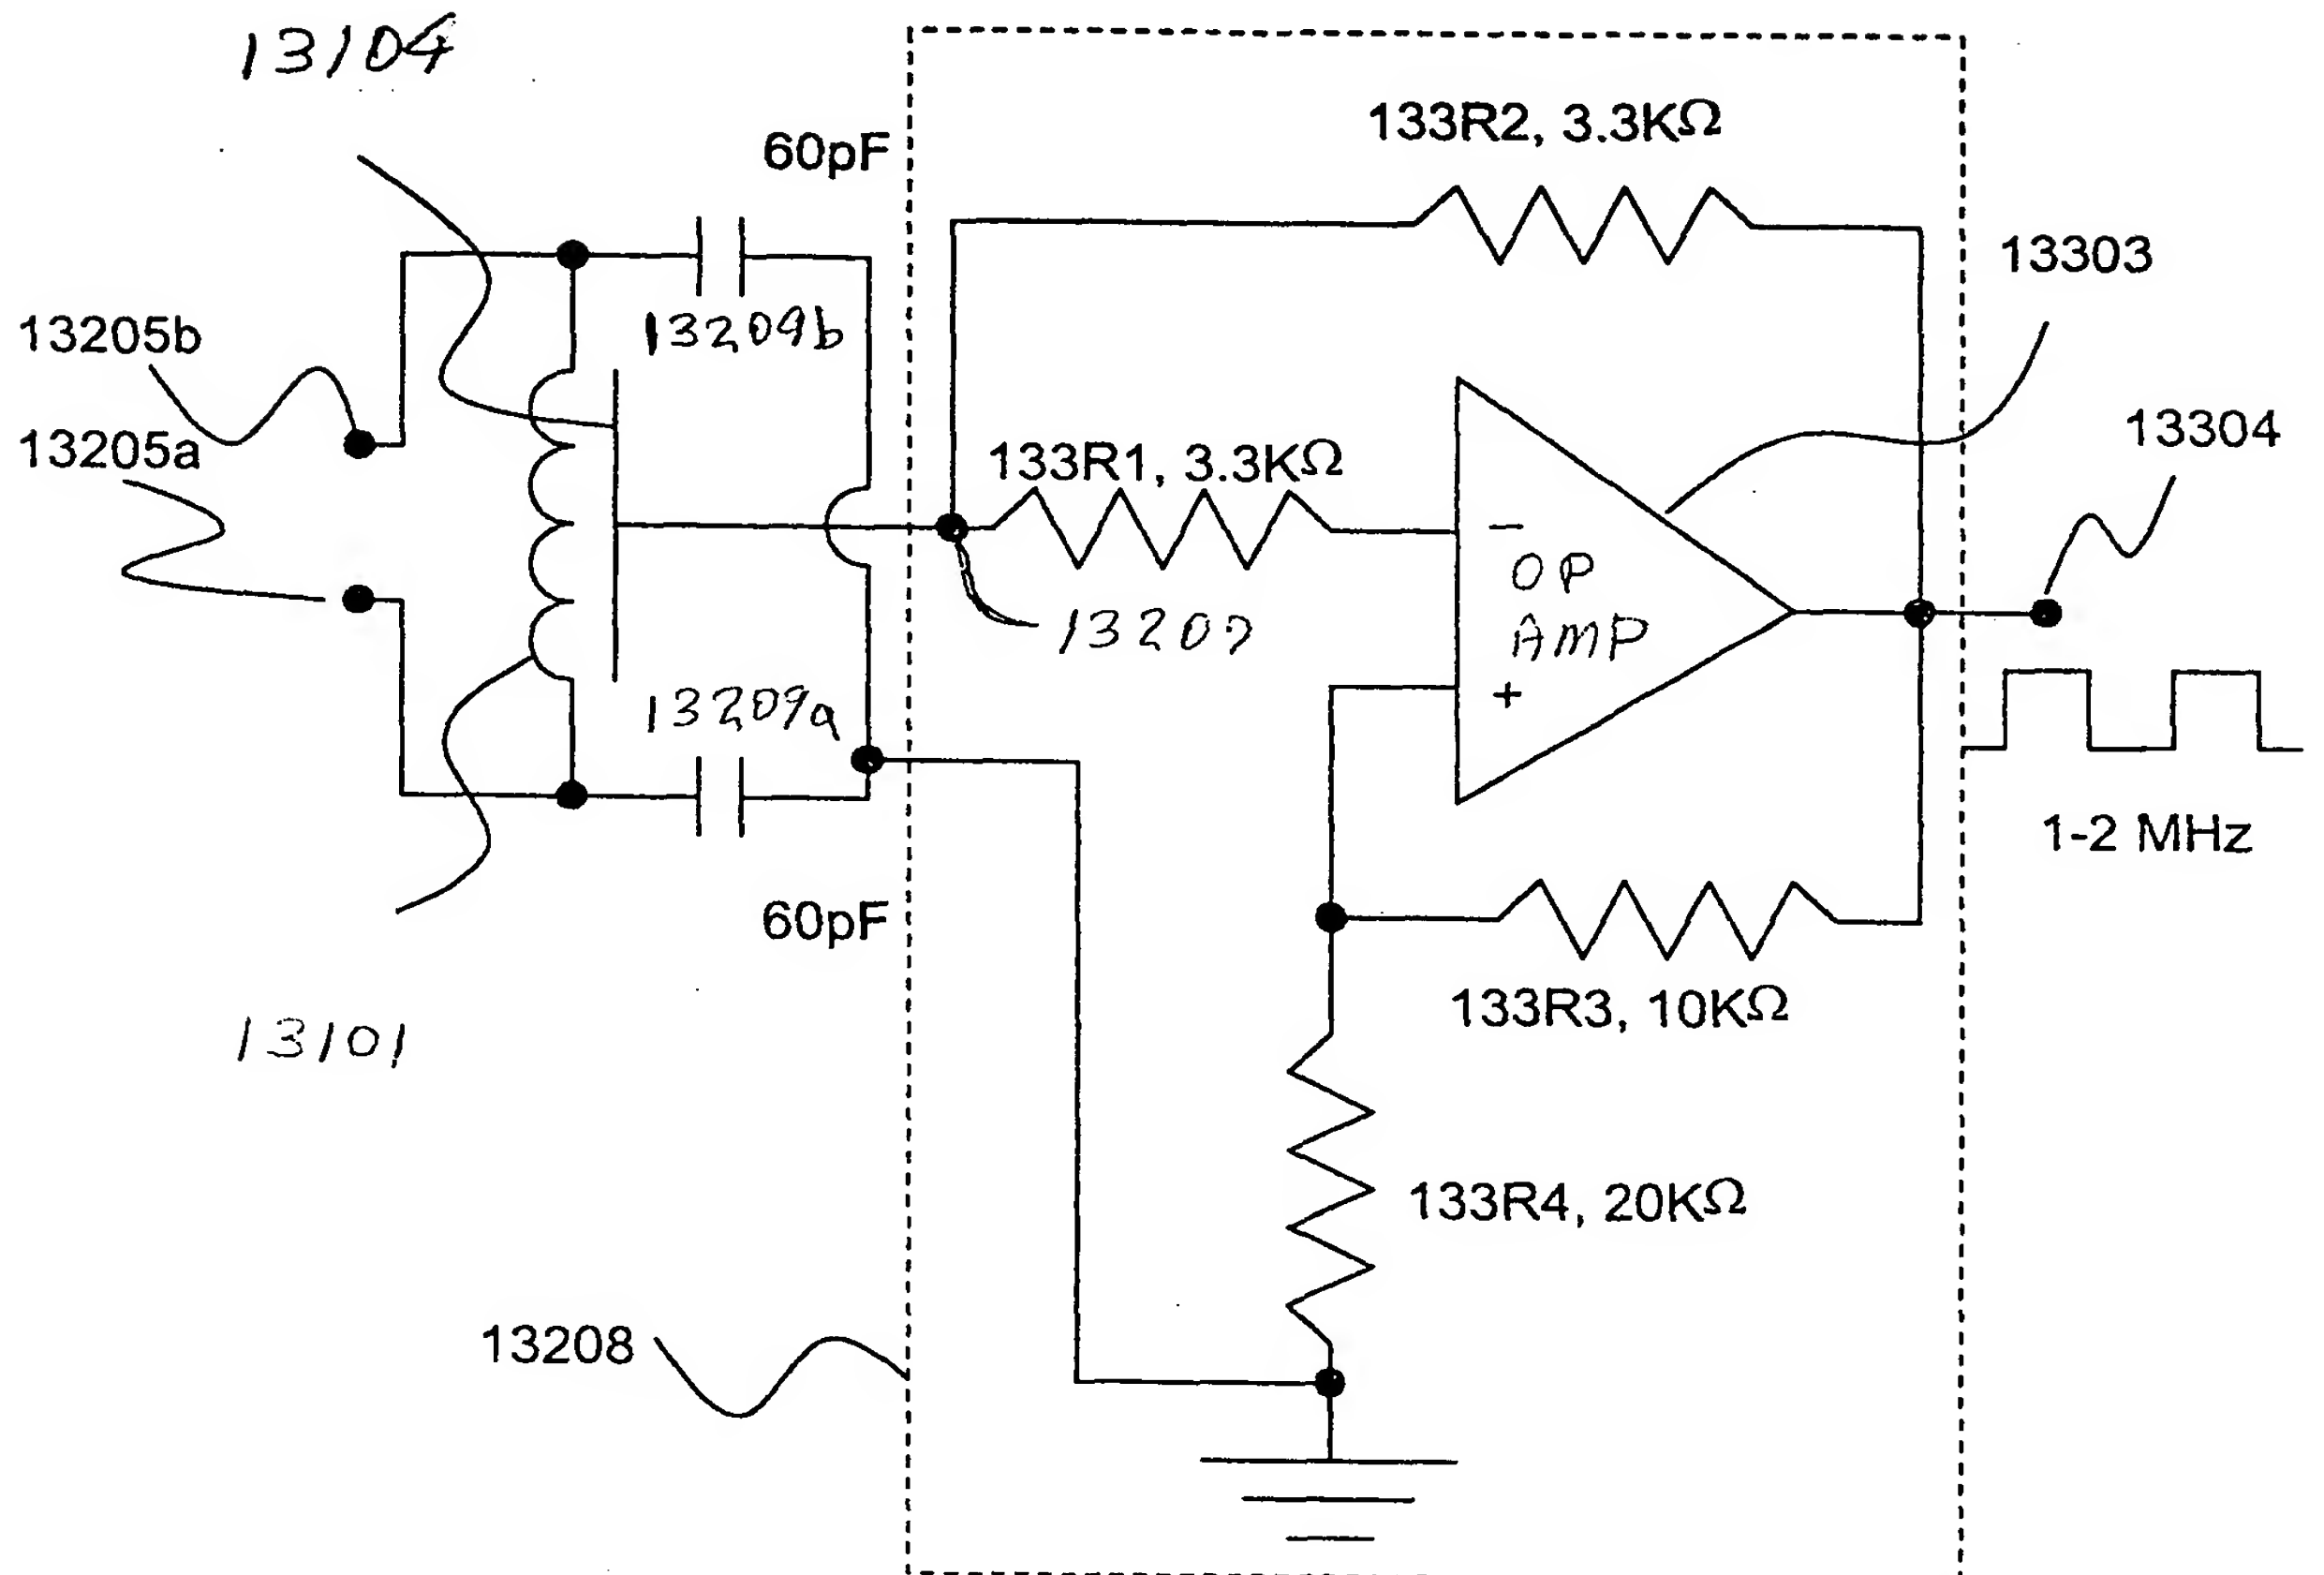 13104
60pF
133R2, 3.3KΩ
13303
13205b
13209b
13205a
13304
133R1, 3.3KΩ
−
OP
AMP
+
13207
13209a
1-2 MHz
60pF
133R3, 10KΩ
13101
133R4, 20KΩ
13208